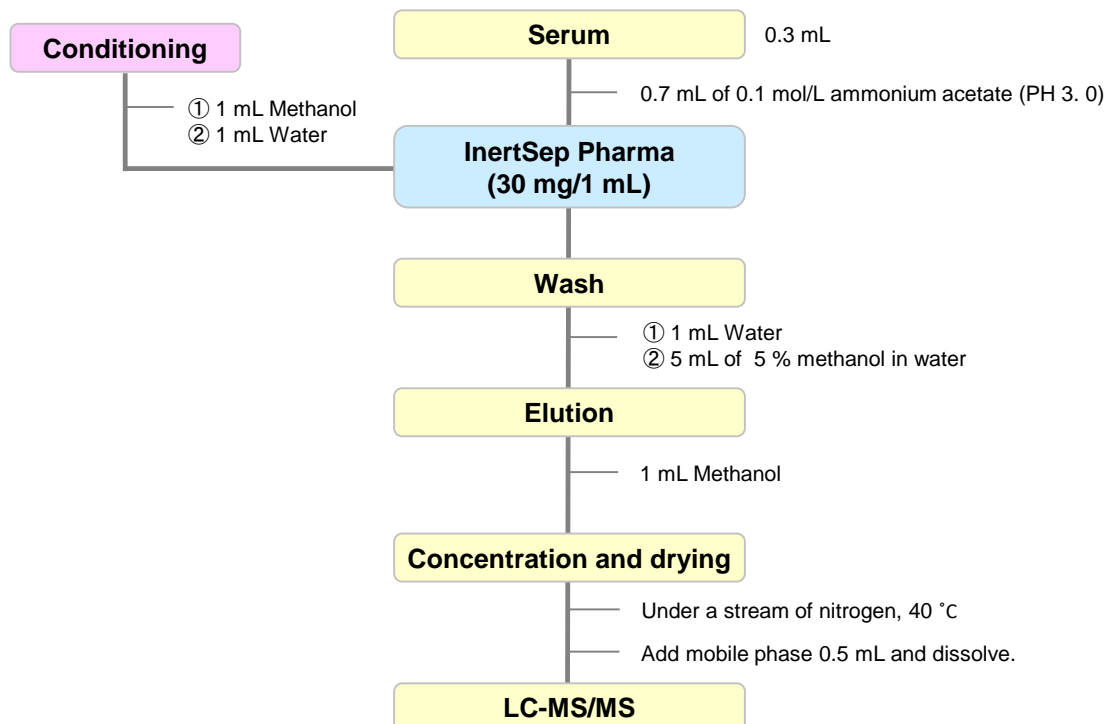 Conditioning
① 1 mL Methanol
② 1 mL Water
Serum
0.3 mL
0.7 mL of 0.1 mol/L ammonium acetate (PH 3. 0)
InertSep Pharma
(30 mg/1 mL)
Wash
① 1 mL Water
② 5 mL of  5 % methanol in water
Elution
1 mL Methanol
Concentration and drying
Under a stream of nitrogen, 40 ˚C
Add mobile phase 0.5 mL and dissolve.
LC-MS/MS